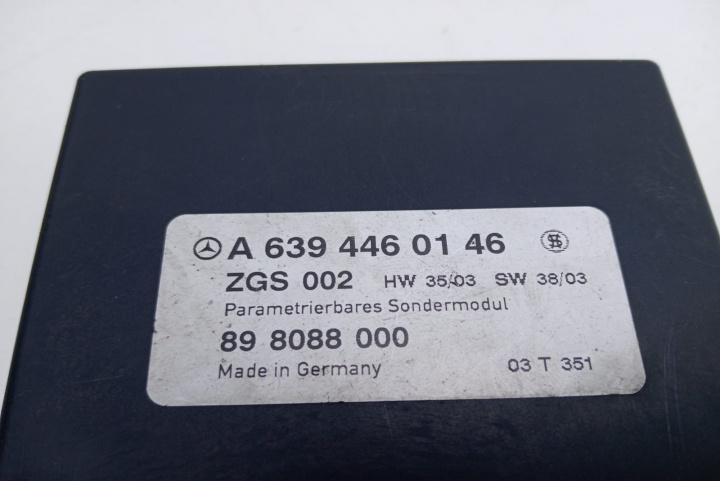 A 639 446 01 46
ZGS 002 HW 35/03 SW 38/03
Parametrierbares Sondermodul
89 8088 000
Made in Germany 03 T 351